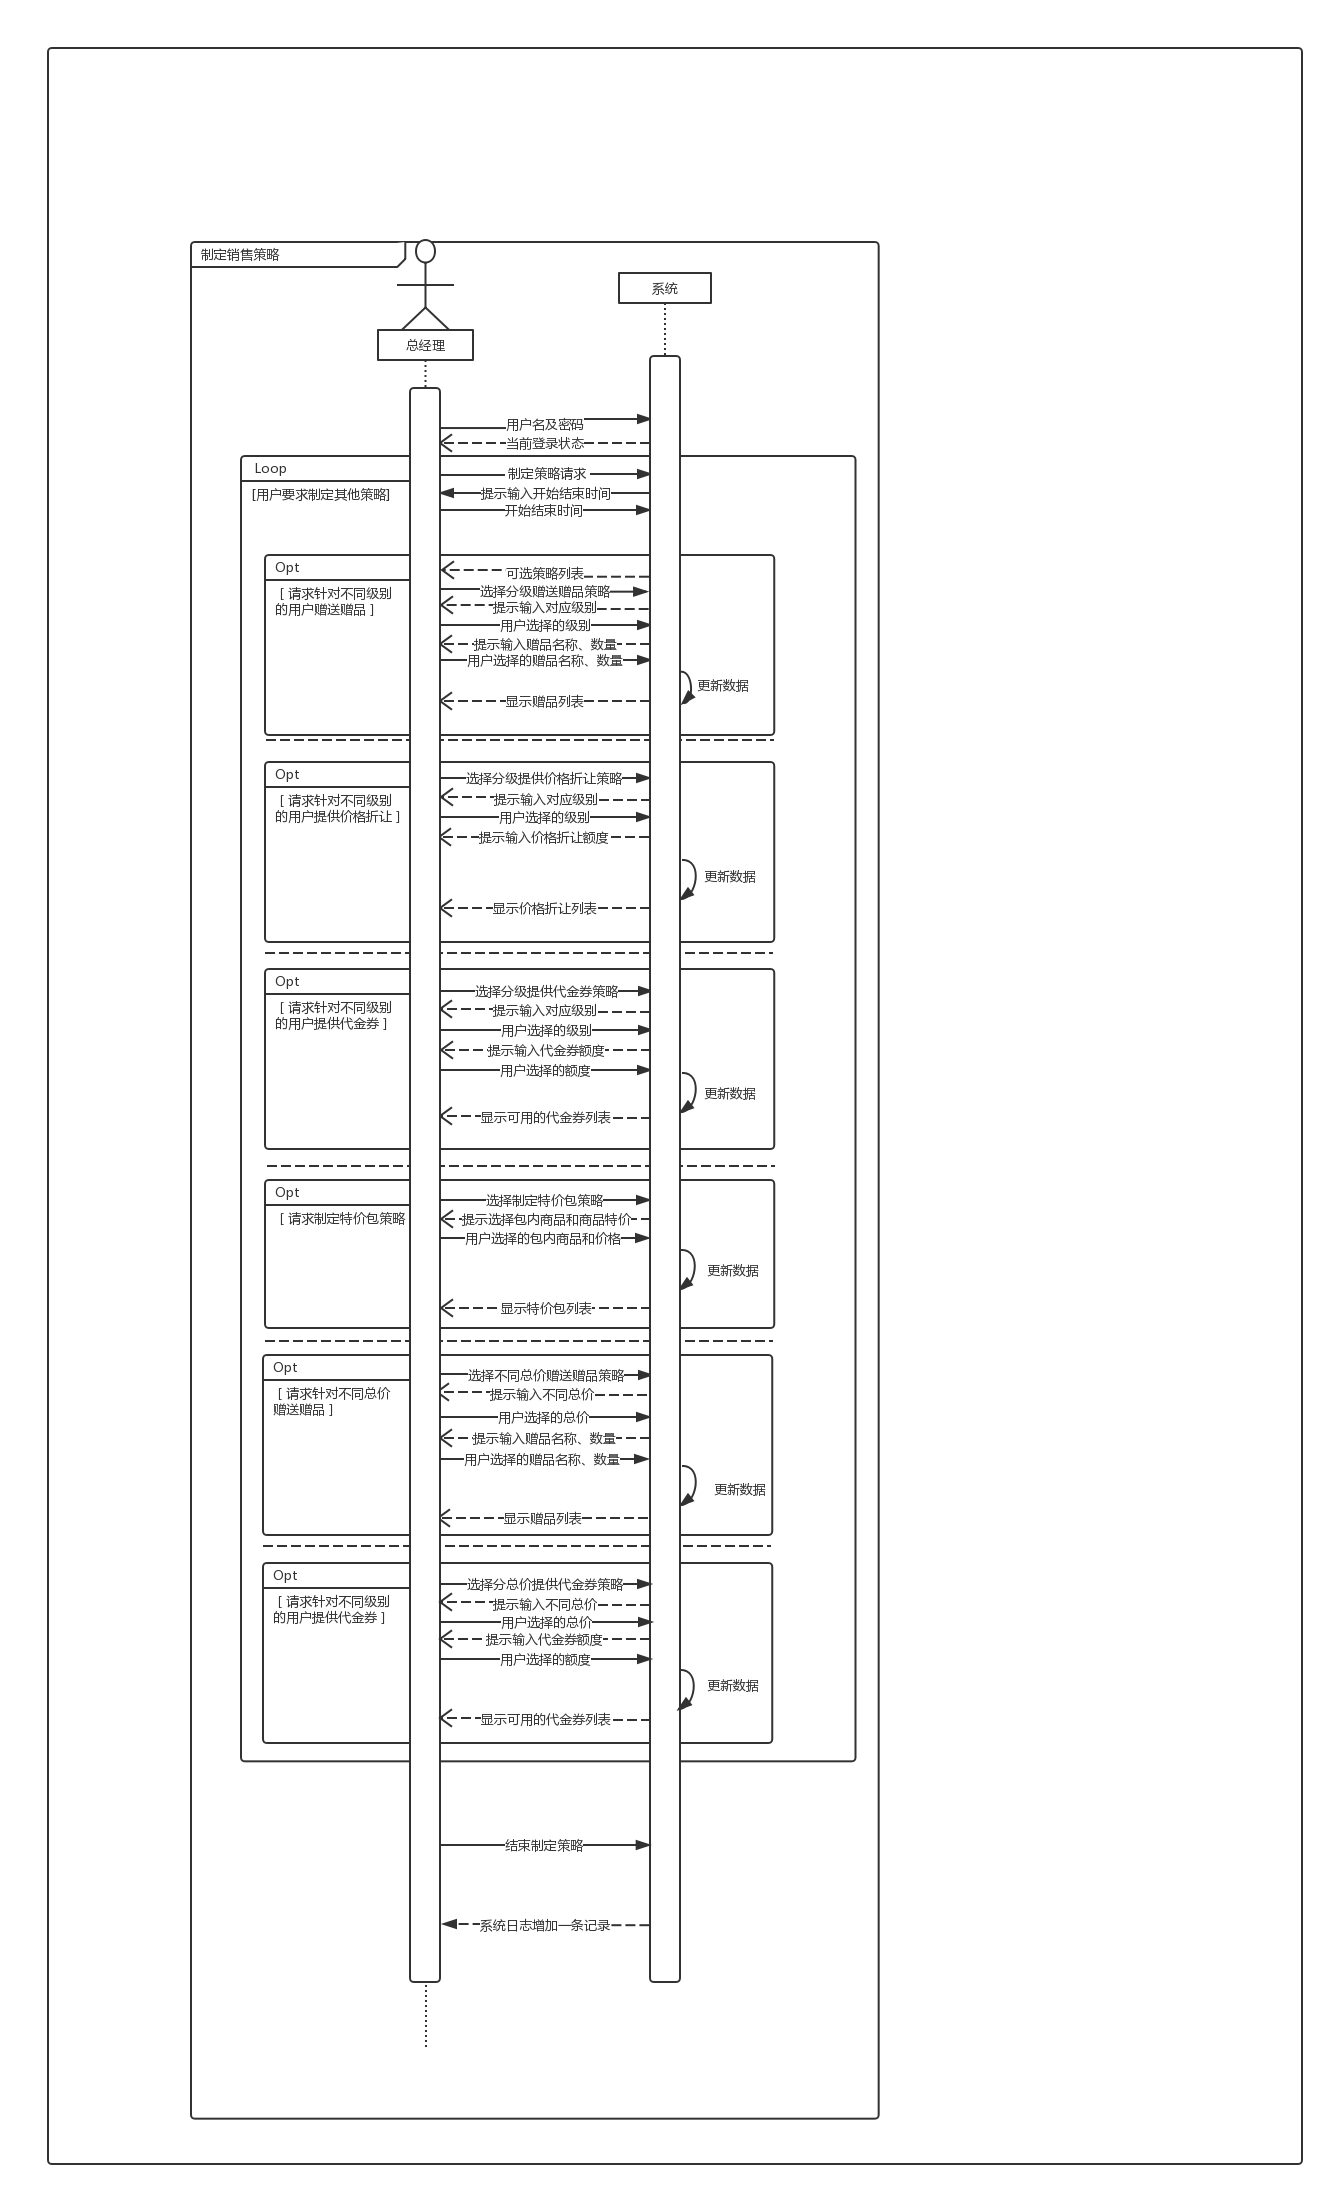 制定销售策略
系统
总经理
用户名及密码
当前登录状态
Loop
[用户要求制定其他策略]
制定策略请求
提示输入开始结束时间
开始结束时间
Opt
[ 请求针对不同级别
的用户赠送赠品 ]
可选策略列表
选择分级赠送赠品策略
提示输入对应级别
用户选择的级别
提示输入赠品名称、数量
用户选择的赠品名称、数量
更新数据
显示赠品列表
Opt
[ 请求针对不同级别
的用户提供价格折让 ]
选择分级提供价格折让策略
提示输入对应级别
用户选择的级别
提示输入价格折让额度
更新数据
显示价格折让列表
Opt
[ 请求针对不同级别
的用户提供代金券 ]
选择分级提供代金券策略
提示输入对应级别
用户选择的级别
提示输入代金券额度
用户选择的额度
更新数据
显示可用的代金券列表
Opt
[ 请求制定特价包策略
选择制定特价包策略
提示选择包内商品和商品特价
用户选择的包内商品和价格
更新数据
显示特价包列表
Opt
[ 请求针对不同总价
赠送赠品 ]
选择不同总价赠送赠品策略
提示输入不同总价
用户选择的总价
提示输入赠品名称、数量
用户选择的赠品名称、数量
更新数据
显示赠品列表
Opt
[ 请求针对不同级别
的用户提供代金券 ]
选择分总价提供代金券策略
提示输入不同总价
用户选择的总价
提示输入代金券额度
用户选择的额度
更新数据
显示可用的代金券列表
结束制定策略
系统日志增加一条记录